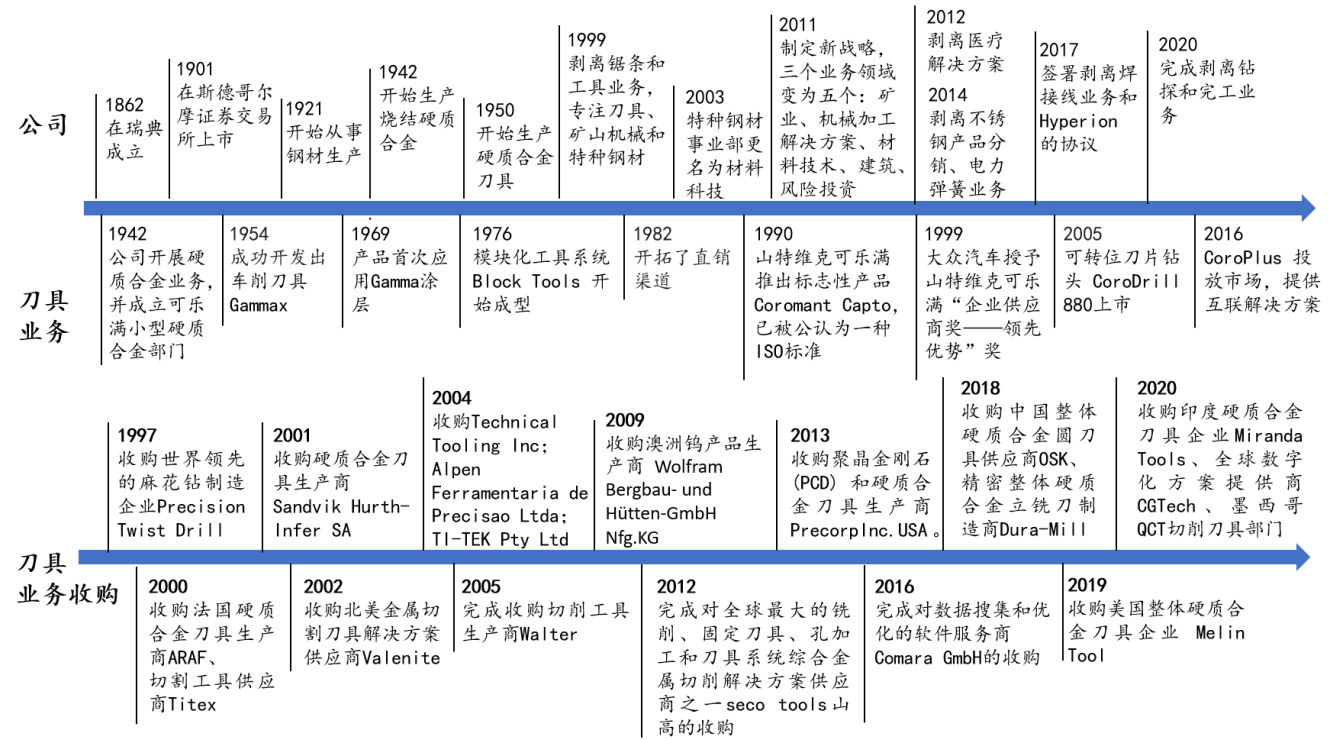 公司
1862
在瑞典
成立
1901
在斯德哥尔
摩证券交易
所上市
1921
开始从事
钢材生产
1942
开始生产
烧结硬质
合金
1950
开始生产
硬质合金
刀具
1999
剥离锯条和
工具业务，
专注刀具、
矿山机械和
特种钢材
2003
特种钢材
事业部更
名为材料
科技
2011
制定新战略，
三个业务领域
变为五个：矿
业、机械加工
解决方案、材
料技术、建筑、
风险投资
2012
剥离医疗
解决方案
2014
剥离不锈
钢产品分
销、电力
弹簧业务
2017
签署剥离焊
接线业务和
Hyperion
的协议
2020
完成剥离钻
探和完工业
务
刀具
业务
1942
公司开展硬
质合金业务，
并成立可乐
满小型硬质
合金部门
1954
成功开发出
车削刀具
Gammax
1969
产品首次应
用Gamma涂
层
1976
模块化工具系统
Block Tools 开
始成型
1982
开拓了直销
渠道
1990
山特维克可乐满
推出标志性产品
Coromant Capto，
已被公认为一种
ISO标准
1999
大众汽车授予
山特维克可乐
满“企业供应
商奖——领先
优势”奖
2005
可转位刀片钻
头 CoroDrill
880上市
2016
CoroPlus 投
放市场，提供
互联解决方案
刀具
业务收购
1997
收购世界领先
的麻花钻制造
企业Precision
Twist Drill
2001
收购硬质合金刀
具生产商
Sandvik Hurth-
Infer SA
2004
收购Technical
Tooling Inc；
Alpen
Ferramentaria de
Precisao Ltda；
TI-TEK Pty Ltd
2009
收购澳洲钨产品生
产商 Wolfram
Bergbau- und
Hütten-GmbH
Nfg.KG
2013
收购聚晶金刚石
(PCD) 和硬质合
金刀具生产商
PrecorpInc.USA。
2018
收购中国整体
硬质合金圆刀
具供应商OSK、
精密整体硬质
合金立铣刀制
造商Dura-Mill
2020
收购印度硬质合金
刀具企业Miranda
Tools、全球数字
化方案提供商
CGTech、墨西哥
QCT切削刀具部门
2000
收购法国硬质
合金刀具生产
商ARAF、
切割工具供应
商Titex
2002
收购北美金属切
割刀具解决方案
供应商Valenite
2005
完成收购切削工具
生产商Walter
2012
完成对全球最大的铣
削、固定刀具、孔加
工和刀具系统综合金
属切削解决方案供应
商之一seco tools山
高的收购
2016
完成对数据搜集和优
化的软件服务商
Comara GmbH的收购
2019
收购美国整体硬质合
金刀具企业 Melin
Tool